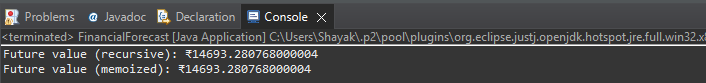 Problems Javadoc Declaration Console
<terminated> FinancialForecast [Java Application] C:\Users\Shayak\.p2\pool\plugins\org.eclipse.justj.openjdk.hotspot.jre.full.win32.x8
Future value (recursive): ₹14693.280768000004
Future value (memoized): ₹14693.280768000004